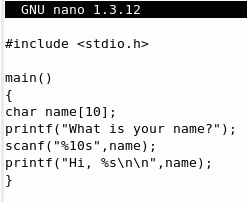 GNU nano 1.3.12
#include <stdio.h>
main()
{
char name[10];
printf("What is your name?");
scanf("%10s",name);
printf("Hi, %s\n\n",name);
}